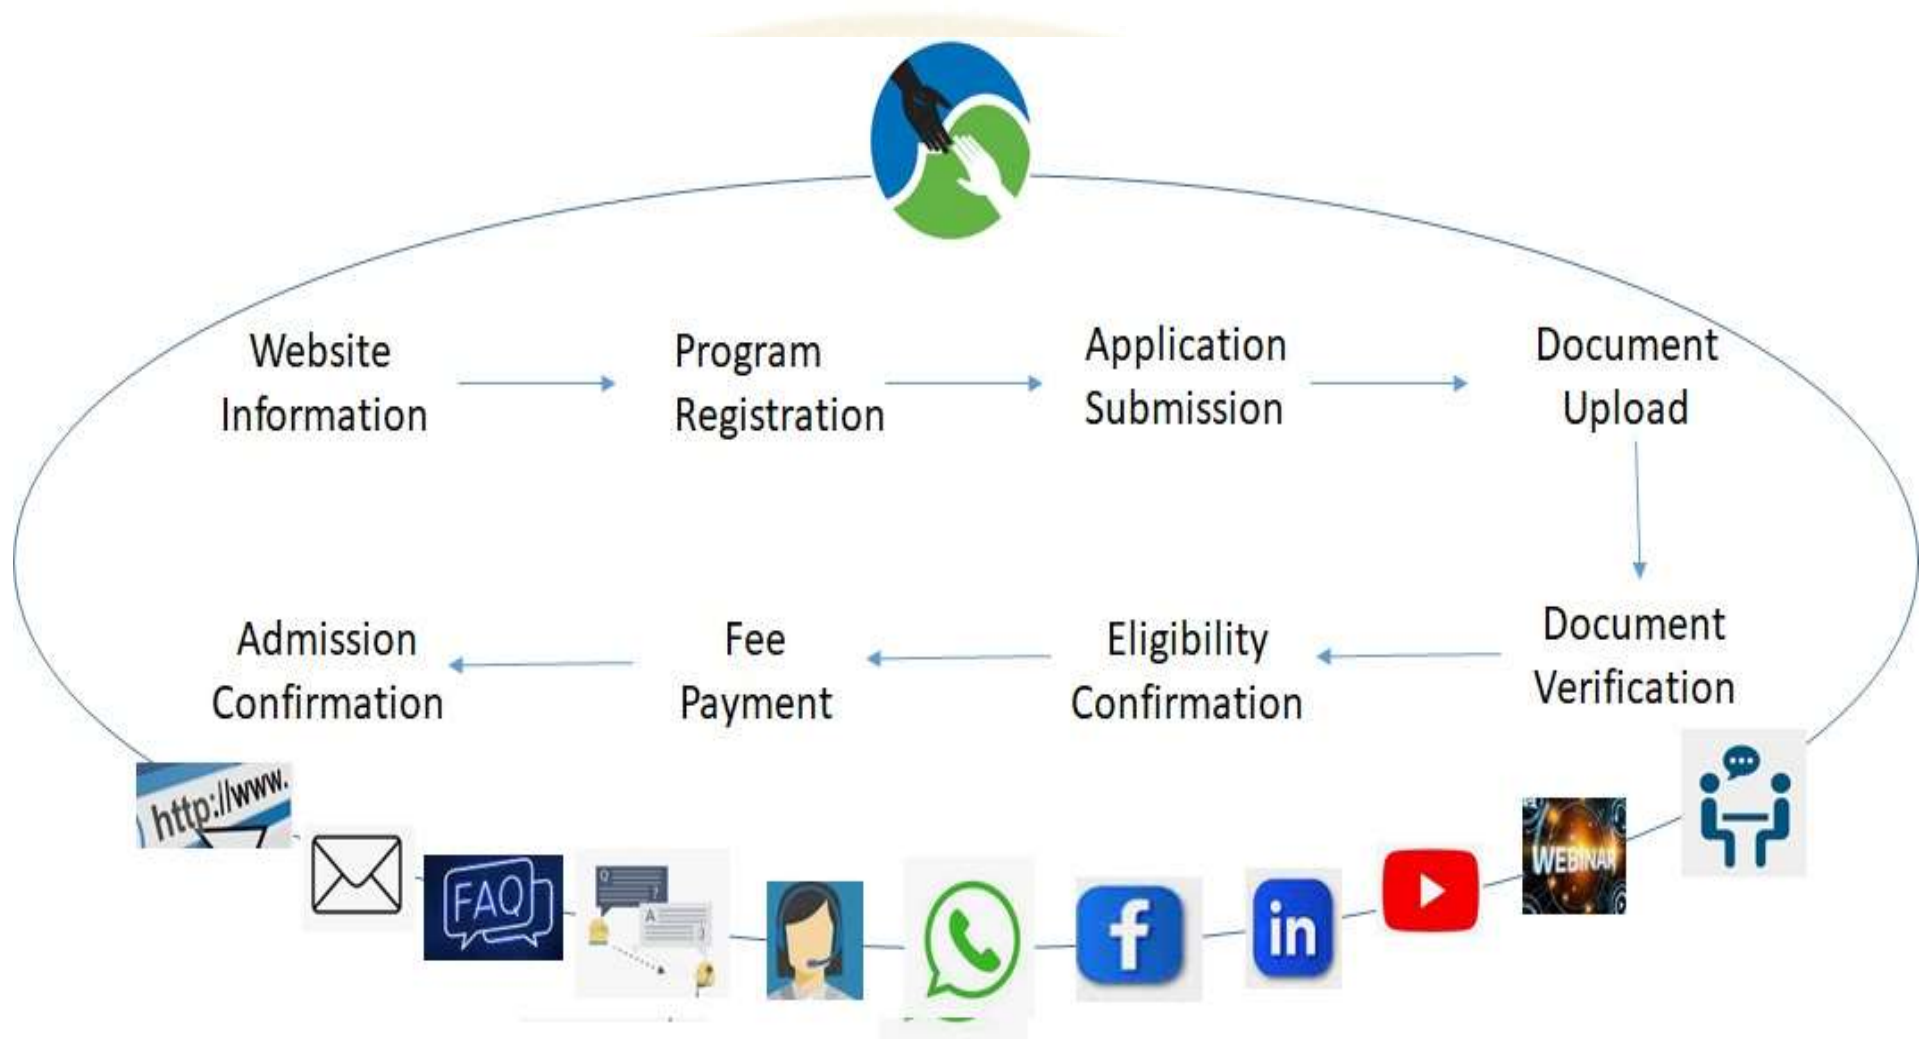 Website
Information
Program
Registration
Application
Submission
Document
Upload
Document
Verification
Eligibility
Confirmation
Fee
Payment
Admission
Confirmation
http://www.
FAQ
Q
?
A
f
in
WEBINAR